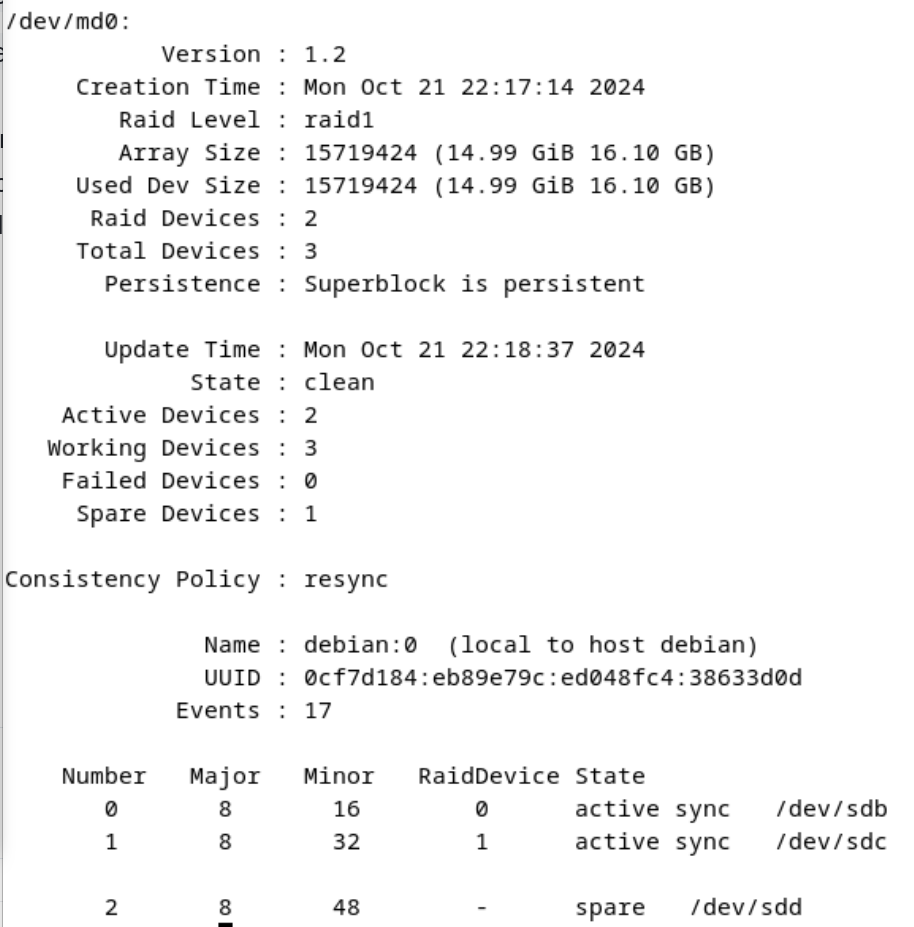 /dev/md0:
Version : 1.2
Creation Time : Mon Oct 21 22:17:14 2024
Raid Level : raid1
Array Size : 15719424 (14.99 GiB 16.10 GB)
Used Dev Size : 15719424 (14.99 GiB 16.10 GB)
Raid Devices : 2
Total Devices : 3
Persistence : Superblock is persistent
Update Time : Mon Oct 21 22:18:37 2024
State : clean
Active Devices : 2
Working Devices : 3
Failed Devices : 0
Spare Devices : 1
Consistency Policy : resync
Name : debian:0 (local to host debian)
UUID : 0cf7d184:eb89e79c:ed048fc4:38633d0d
Events : 17
Number Major Minor RaidDevice State
0 8 16 0 active sync /dev/sdb
1 8 32 1 active sync /dev/sdc
2 8 48 - spare /dev/sdd